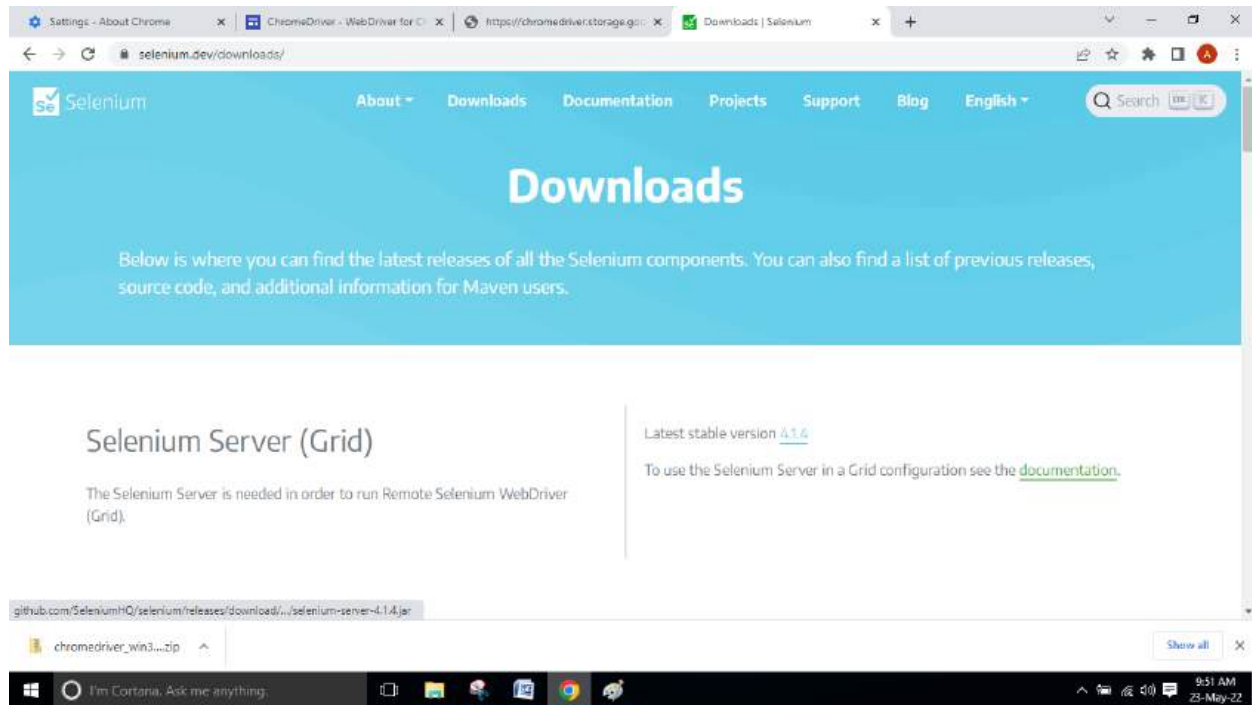 Settings - About Chrome
ChromeDriver - WebDriver for C
https://chromedriver.storage.goo
Downloads | Selenium
selenium.dev/downloads/
A
Se Selenium
About
Downloads
Documentation
Projects
Support
Blog
English
Search K
Downloads
Below is where you can find the latest releases of all the Selenium components. You can also find a list of previous releases,
source code, and additional information for Maven users.
Selenium Server (Grid)
The Selenium Server is needed in order to run Remote Selenium WebDriver
(Grid).
Latest stable version 4.1.4
To use the Selenium Server in a Grid configuration see the documentation.
github.com/SeleniumHQ/selenium/releases/download/.../selenium-server-4.1.4.jar
chromedriver_win3....zip
Show all
I'm Cortana. Ask me anything.
9:51 AM
23-May-22